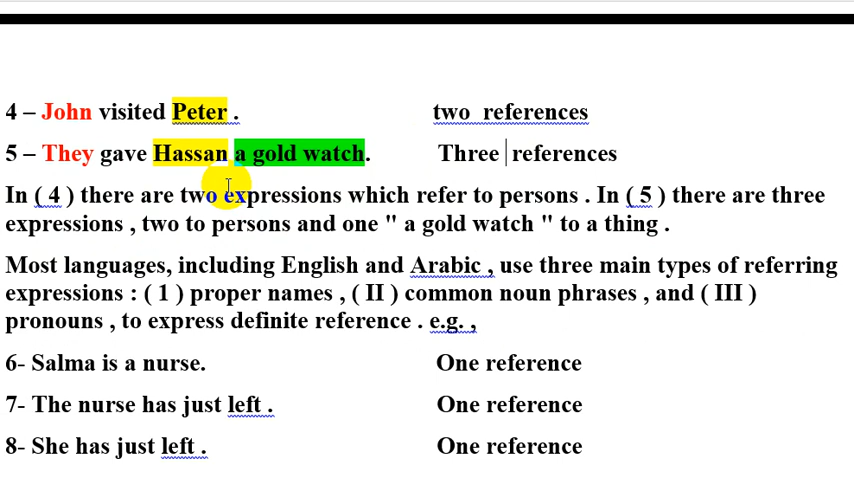 4 – John visited Peter . two references
5 – They gave Hassan a gold watch. Three references
In ( 4 ) there are two expressions which refer to persons . In ( 5 ) there are three
expressions , two to persons and one " a gold watch " to a thing .
Most languages, including English and Arabic , use three main types of referring
expressions : ( 1 ) proper names , ( II ) common noun phrases , and ( III )
pronouns , to express definite reference . e.g. ,
6- Salma is a nurse. One reference
7- The nurse has just left . One reference
8- She has just left . One reference